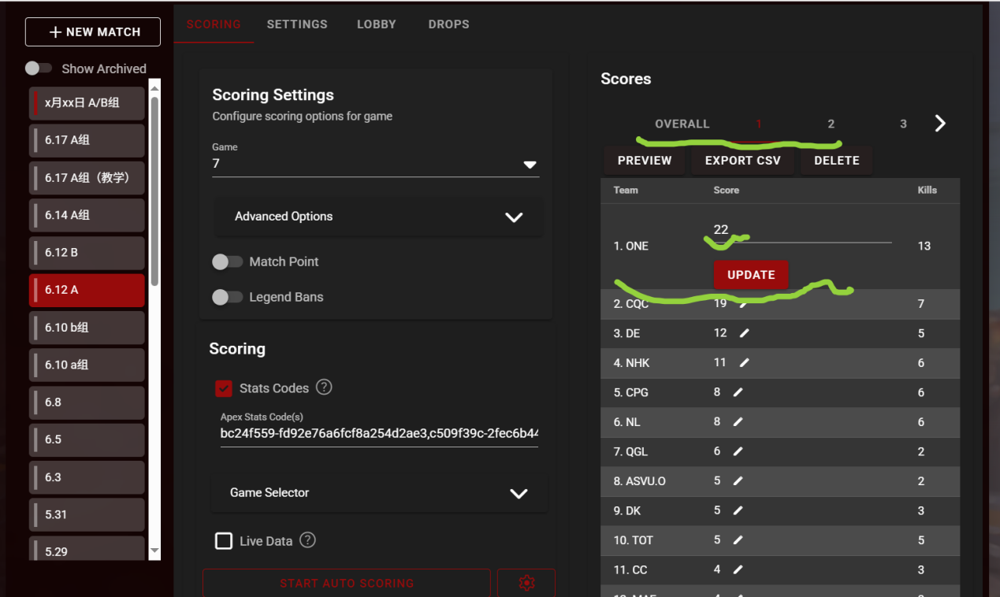 + NEW MATCH
Show Archived
x月xx日 A/B组
6.17 A组
6.17 A组（教学）
6.14 A组
6.12 B
6.12 A
6.10 b组
6.10 a组
6.8
6.5
6.3
5.31
5.29
SCORING SETTINGS LOBBY DROPS
Scoring Settings
Configure scoring options for game
Game
7
Advanced Options
Match Point
Legend Bans
Scoring
Stats Codes ?
Apex Stats Code(s)
bc24f559-fd92e76a6fcf8a254d2ae3,c509f39c-2fec6b44
Game Selector
Live Data ?
START AUTO SCORING
Scores
OVERALL 1 2 3
PREVIEW EXPORT CSV DELETE
Team Score Kills
1. ONE 22 13
UPDATE
2. CQC 19 7
3. DE 12 5
4. NHK 11 6
5. CPG 8 6
6. NL 8 6
7. QGL 6 2
8. ASVU.O 5 2
9. DK 5 3
10. TOT 5 5
11. CC 4 3